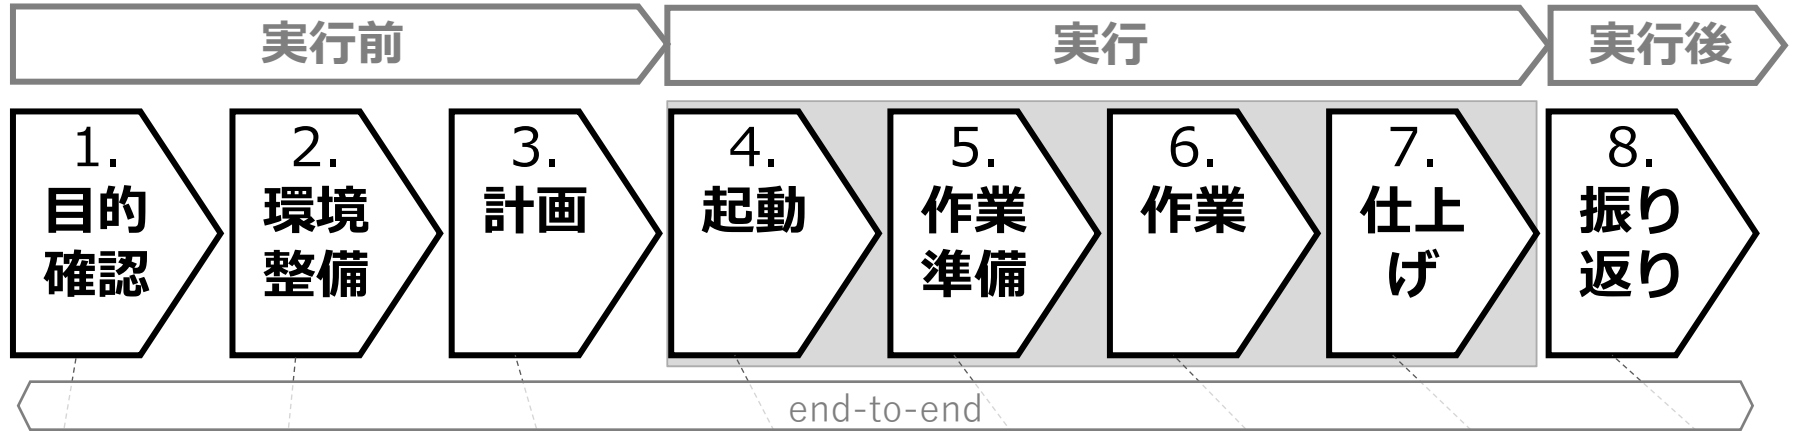 実行前
実行
実行後
1.
目的
確認
2.
環境
整備
3.
計画
4.
起動
5.
作業
準備
6.
作業
7.
仕上
げ
8.
振り
返り
end-to-end